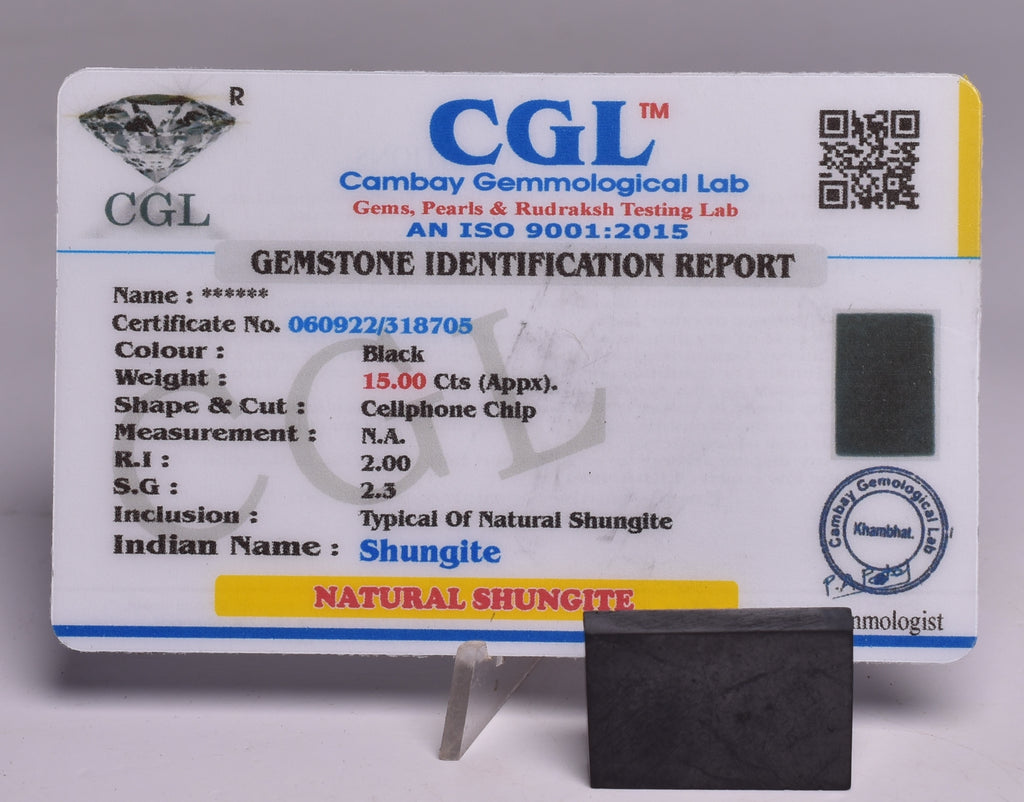 R
CGL
CGL™
Cambay Gemmological Lab
Gems, Pearls & Rudraksh Testing Lab
AN ISO 9001:2015
GEMSTONE IDENTIFICATION REPORT
Name : ******
Certificate No. 060922/318705
Colour : Black
Weight : 15.00 Cts (Appx).
Shape & Cut : Cellphone Chip
Measurement : N.A.
R.I : 2.00
S.G : 2.3
Inclusion : Typical Of Natural Shungite
Indian Name : Shungite
NATURAL SHUNGITE
CGL
Cambay Gemological Lab
Khambhat.
mmologist